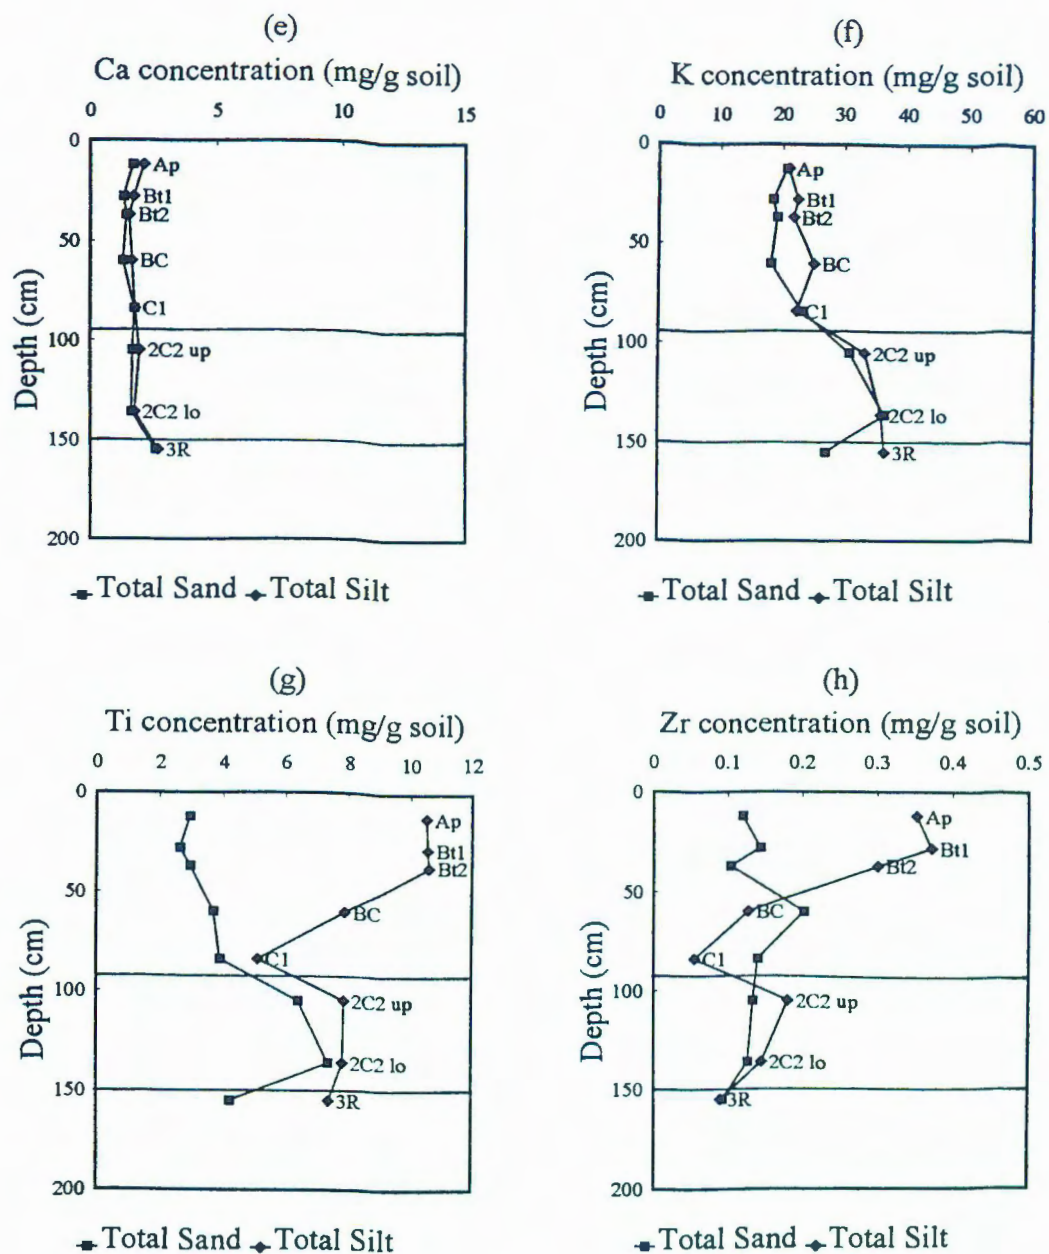 (e)
Ca concentration (mg/g soil)
0 5 10 15
0
50
100
150
200
Depth (cm)
Ap
Bt1
Bt2
BC
C1
2C2 up
2C2 lo
3R
Total Sand Total Silt
(f)
K concentration (mg/g soil)
0 10 20 30 40 50 60
0
50
100
150
200
Depth (cm)
Ap
Bt1
Bt2
BC
C1
2C2 up
2C2 lo
3R
Total Sand Total Silt
(g)
Ti concentration (mg/g soil)
0 2 4 6 8 10 12
0
50
100
150
200
Depth (cm)
Ap
Bt1
Bt2
BC
C1
2C2 up
2C2 lo
3R
Total Sand Total Silt
(h)
Zr concentration (mg/g soil)
0 0.1 0.2 0.3 0.4 0.5
0
50
100
150
200
Depth (cm)
Ap
Bt1
Bt2
BC
C1
2C2 up
2C2 lo
3R
Total Sand Total Silt